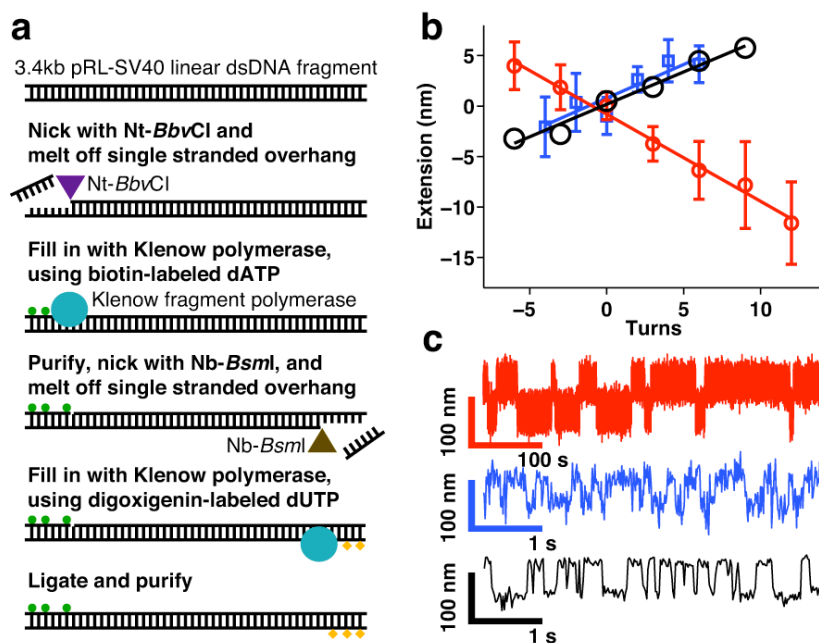 a
3.4kb pRL-SV40 linear dsDNA fragment
Nick with Nt-BbvCI and
melt off single stranded overhang
Nt-BbvCI
Fill in with Klenow polymerase,
using biotin-labeled dATP
Klenow fragment polymerase
Purify, nick with Nb-BsmI, and
melt off single stranded overhang
Nb-BsmI
Fill in with Klenow polymerase,
using digoxigenin-labeled dUTP
Ligate and purify
b
Extension (nm)
5
0
−5
−10
−15
−5
0
5
10
Turns
c
100 nm
100 s
100 nm
1 s
100 nm
1 s